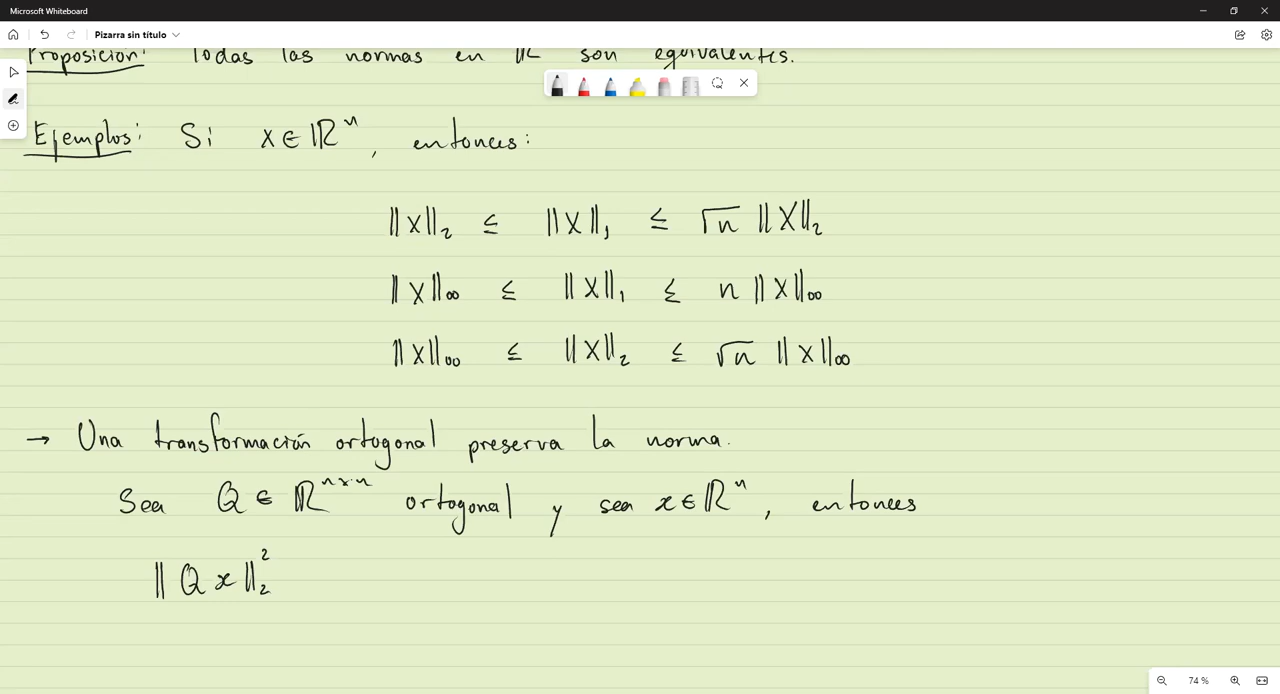 Microsoft Whiteboard
Pizarra sin título
Proposición: Todas las normas en ℝ son equivalentes.
Ejemplos: Si x ∈ ℝⁿ, entonces:
‖x‖₂ ≤ ‖x‖₁ ≤ √n ‖x‖₂
‖x‖∞ ≤ ‖x‖₁ ≤ n ‖x‖∞
‖x‖∞ ≤ ‖x‖₂ ≤ √n ‖x‖∞
→ Una transformación ortogonal preserva la norma.
Sea Q ∈ ℝⁿˣⁿ ortogonal y sea x ∈ ℝⁿ, entonces
‖Qx‖₂²
74 %